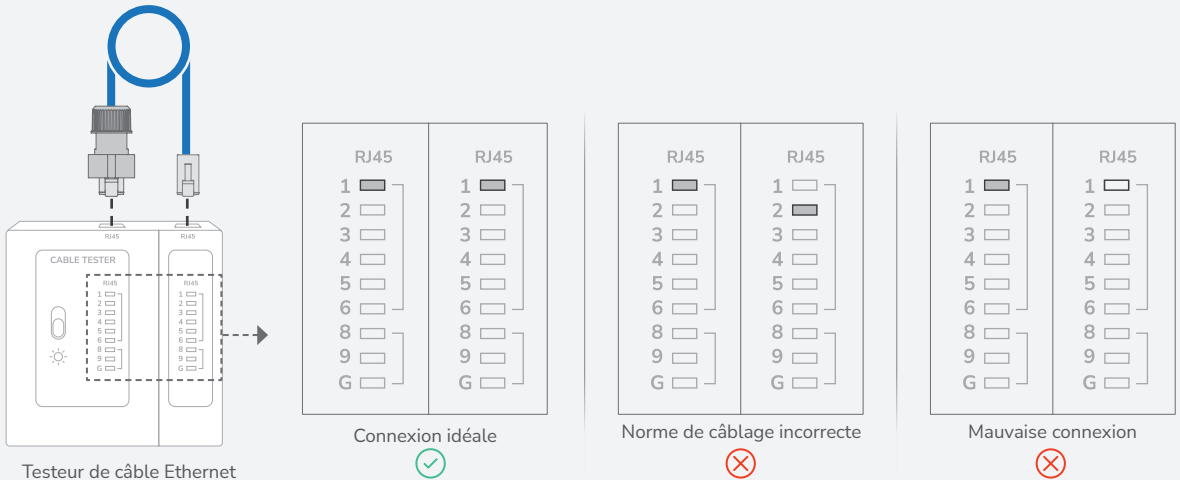 RJ45 RJ45
CABLE TESTER
RJ45 RJ45
1 1
2 2
3 3
4 4
5 5
6 6
8 8
9 9
G G
Testeur de câble Ethernet
RJ45 RJ45
1 1
2 2
3 3
4 4
5 5
6 6
8 8
9 9
G G
Connexion idéale
RJ45 RJ45
1 1
2 2
3 3
4 4
5 5
6 6
8 8
9 9
G G
Norme de câblage incorrecte
RJ45 RJ45
1 1
2 2
3 3
4 4
5 5
6 6
8 8
9 9
G G
Mauvaise connexion